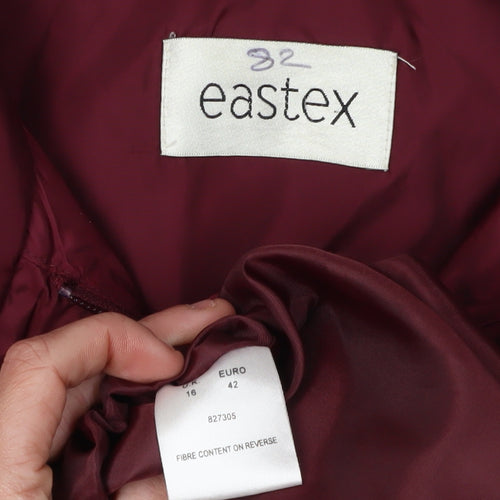 82
eastex
EURO
16 42
827305
FIBRE CONTENT ON REVERSE